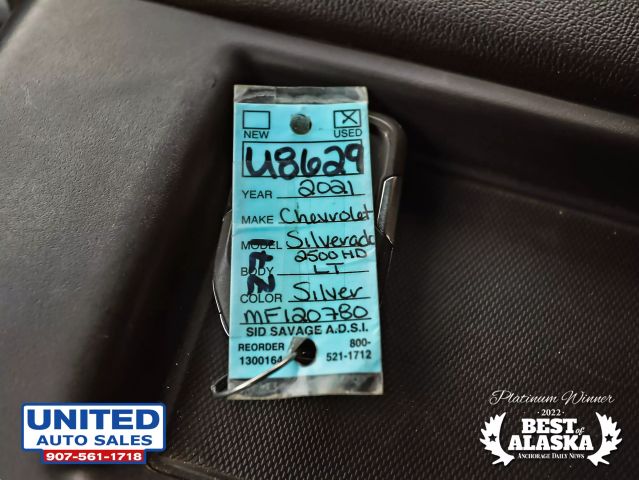 NEW USED
U8629
YEAR 2021
MAKE Chevrolet
MODEL Silverado
2500 HD
BODY LT
COLOR Silver
MF120780
SID SAVAGE A.D.S.I.
REORDER 800-
1300164 521-1712
UNITED
AUTO SALES
907-561-1718
Platinum Winner
·2022·
BEST of
ALASKA
ANCHORAGE DAILY NEWS